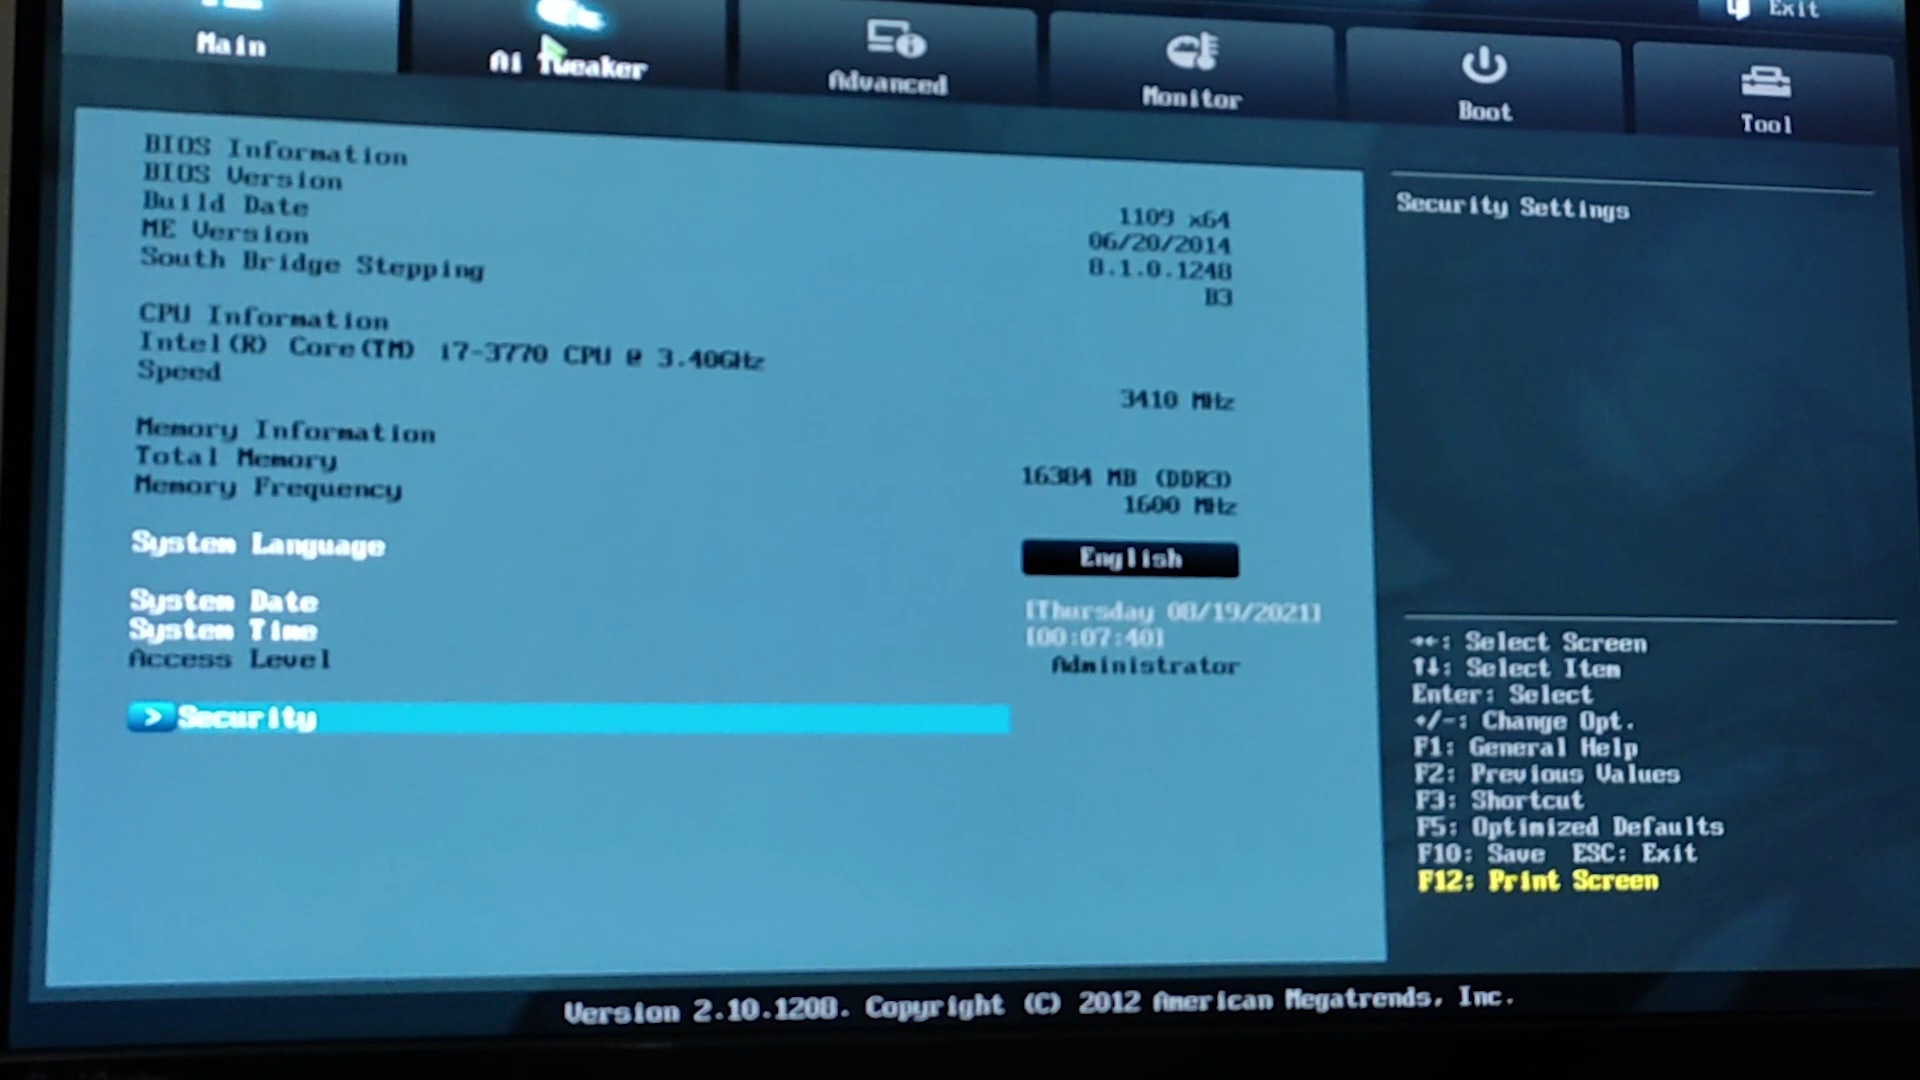 Exit
Main
Ai Tweaker
Advanced
Monitor
Boot
Tool
BIOS Information
BIOS Version 1109 x64
Build Date 06/20/2014
ME Version 8.1.0.1248
South Bridge Stepping B3
CPU Information
Intel(R) Core(TM) i7-3770 CPU @ 3.40GHz
Speed 3410 MHz
Memory Information
Total Memory 16384 MB (DDR3)
Memory Frequency 1600 MHz
System Language English
System Date [Thursday 08/19/2021]
System Time [00:07:40]
Access Level Administrator
> Security
Security Settings
→←: Select Screen
↑↓: Select Item
Enter: Select
+/-: Change Opt.
F1: General Help
F2: Previous Values
F3: Shortcut
F5: Optimized Defaults
F10: Save ESC: Exit
F12: Print Screen
Version 2.10.1208. Copyright (C) 2012 American Megatrends, Inc.